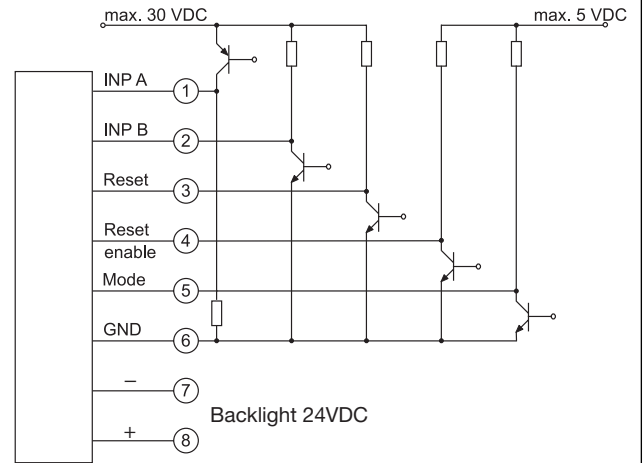 max. 30 VDC
max. 5 VDC
INP A
1
INP B
2
Reset
3
Reset
enable
4
Mode
5
GND
6
–
7
Backlight 24VDC
+
8